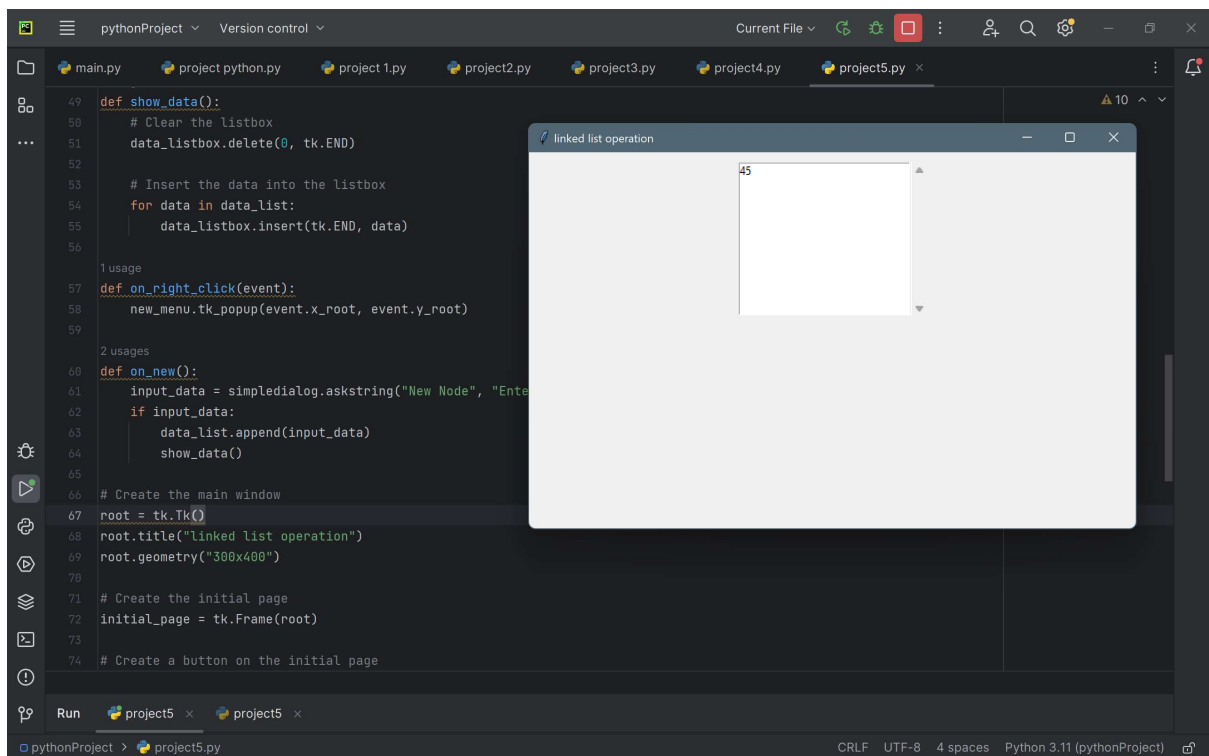 PC pythonProject Version control Current File
main.py project python.py project 1.py project2.py project3.py project4.py project5.py
10
49 def show_data():
50 # Clear the listbox
51 data_listbox.delete(0, tk.END)
52
53 # Insert the data into the listbox
54 for data in data_list:
55 data_listbox.insert(tk.END, data)
56
1 usage
57 def on_right_click(event):
58 new_menu.tk_popup(event.x_root, event.y_root)
59
2 usages
60 def on_new():
61 input_data = simpledialog.askstring("New Node", "Ente
62 if input_data:
63 data_list.append(input_data)
64 show_data()
65
66 # Create the main window
67 root = tk.Tk()
68 root.title("linked list operation")
69 root.geometry("300x400")
70
71 # Create the initial page
72 initial_page = tk.Frame(root)
73
74 # Create a button on the initial page
linked list operation
45
Run project5 project5
pythonProject > project5.py CRLF UTF-8 4 spaces Python 3.11 (pythonProject)